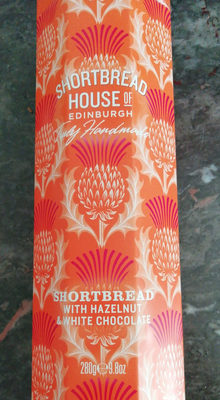 SHORTBREAD
HOUSE OF
EDINBURGH
Truly Handmade
SHORTBREAD
WITH HAZELNUT
& WHITE CHOCOLATE
280g e 9.8oz